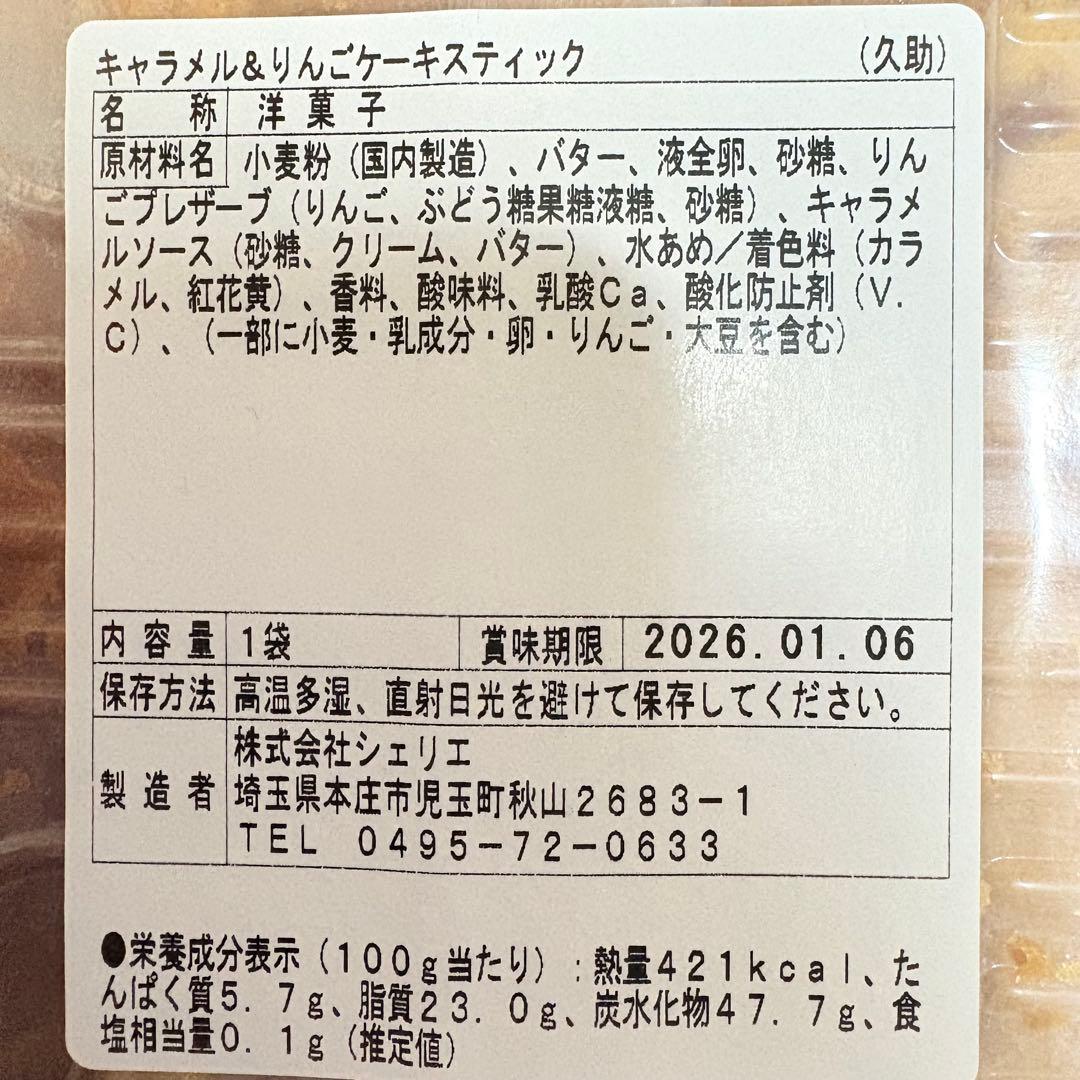 キャラメル＆りんごケーキスティック　（久助）
名　称　洋菓子
原材料名　小麦粉（国内製造）、バター、液全卵、砂糖、りん
ごプレザーブ（りんご、ぶどう糖果糖液糖、砂糖）、キャラメ
ルソース（砂糖、クリーム、バター）、水あめ／着色料（カラ
メル、紅花黄）、香料、酸味料、乳酸Ｃａ、酸化防止剤（Ｖ．
Ｃ）、（一部に小麦・乳成分・卵・りんご・大豆を含む）
内容量　１袋　賞味期限　2026.01.06
保存方法　高温多湿、直射日光を避けて保存してください。
株式会社シェリエ
製造者　埼玉県本庄市児玉町秋山２６８３－１
ＴＥＬ　０４９５－７２－０６３３
●栄養成分表示（１００ｇ当たり）：熱量４２１ｋｃａｌ、た
んぱく質５．７ｇ、脂質２３．０ｇ、炭水化物４７．７ｇ、食
塩相当量０．１ｇ（推定値）